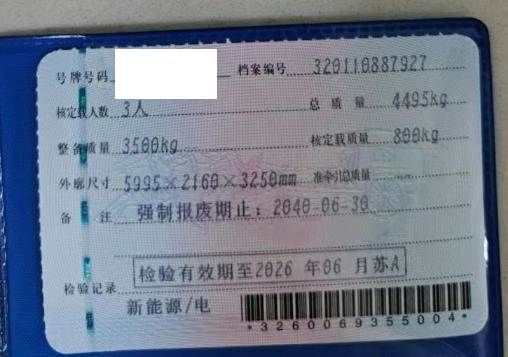 号牌号码 档案编号 320110887927
核定载人数 3人 总质量 4495kg
整备质量 3500kg 核定载质量 800kg
外廓尺寸 5995×2160×3250mm 准牵引总质量
备注 强制报废期止：2040-06-30
检验有效期至2026 年06 月苏A
检验记录
新能源/电
*3260069355004*